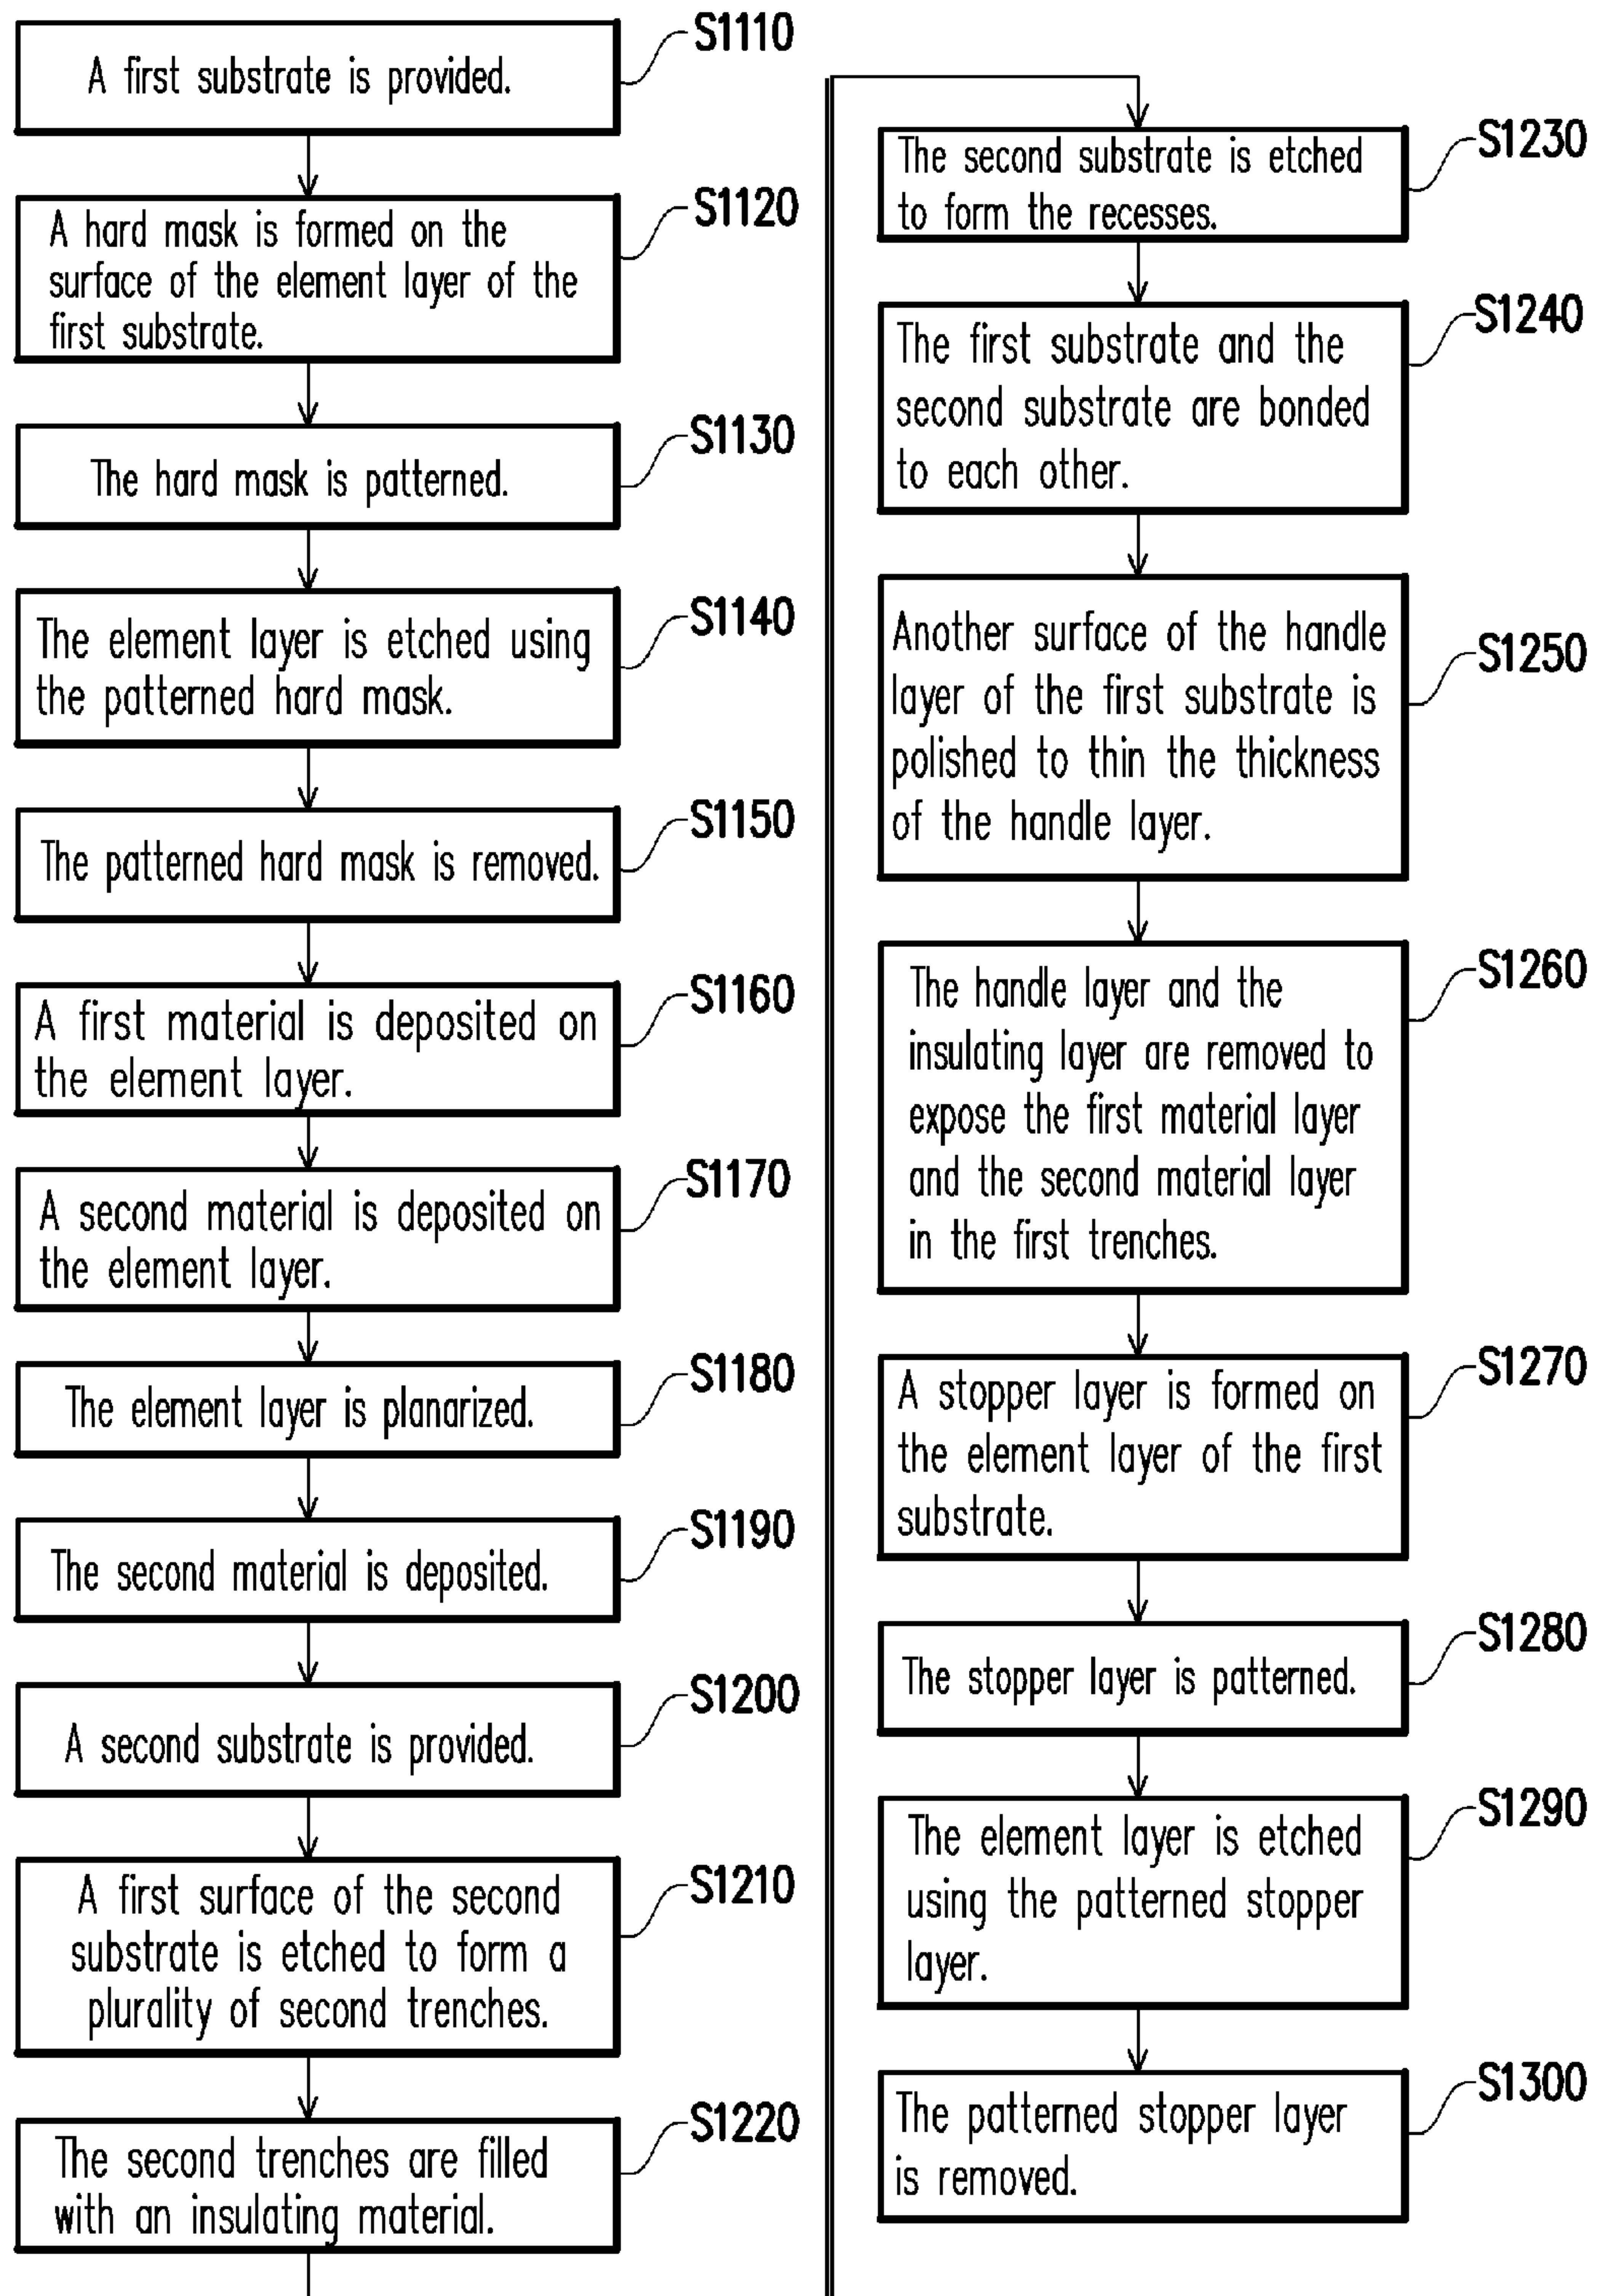 A first substrate is provided.
S1110
A hard mask is formed on the
surface of the element layer of the
first substrate.
S1120
The hard mask is patterned.
S1130
The element layer is etched using
the patterned hard mask.
S1140
The patterned hard mask is removed.
S1150
A first material is deposited on
the element layer.
S1160
A second material is deposited on
the element layer.
S1170
The element layer is planarized.
S1180
The second material is deposited.
S1190
A second substrate is provided.
S1200
A first surface of the second
substrate is etched to form a
plurality of second trenches.
S1210
The second trenches are filled
with an insulating material.
S1220
The second substrate is etched
to form the recesses.
S1230
The first substrate and the
second substrate are bonded
to each other.
S1240
Another surface of the handle
layer of the first substrate is
polished to thin the thickness
of the handle layer.
S1250
The handle layer and the
insulating layer are removed to
expose the first material layer
and the second material layer
in the first trenches.
S1260
A stopper layer is formed on
the element layer of the first
substrate.
S1270
The stopper layer is patterned.
S1280
The element layer is etched
using the patterned stopper
layer.
S1290
The patterned stopper layer
is removed.
S1300